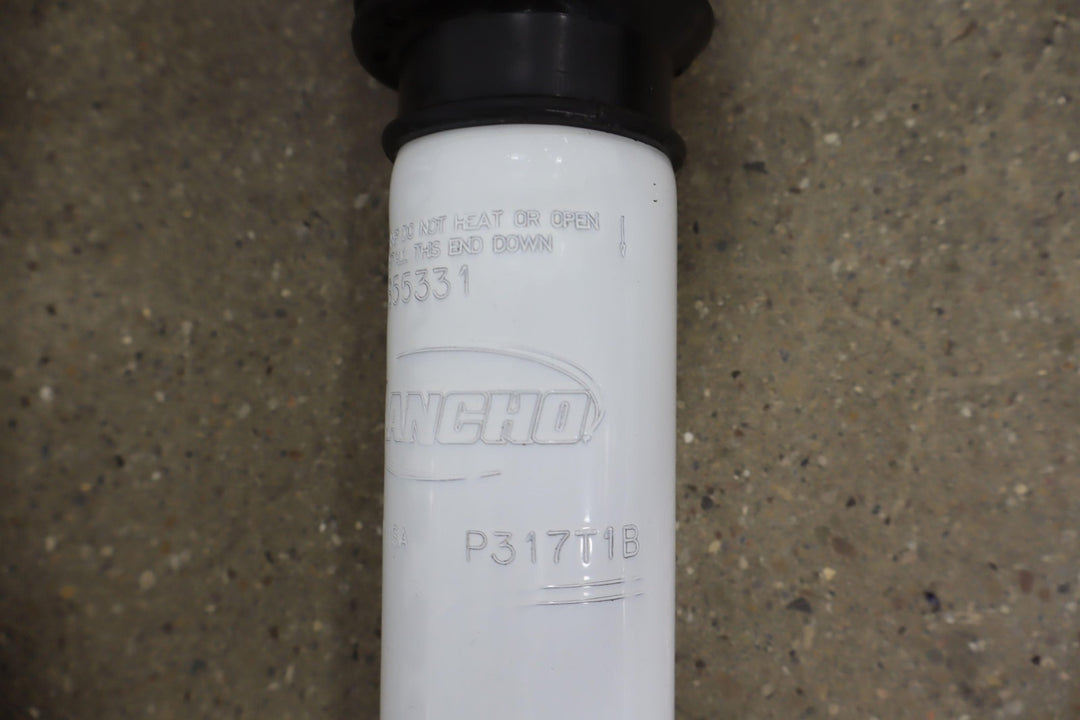 DO NOT HEAT OR OPEN
THIS END DOWN
55331
ANCHO
P317T1B